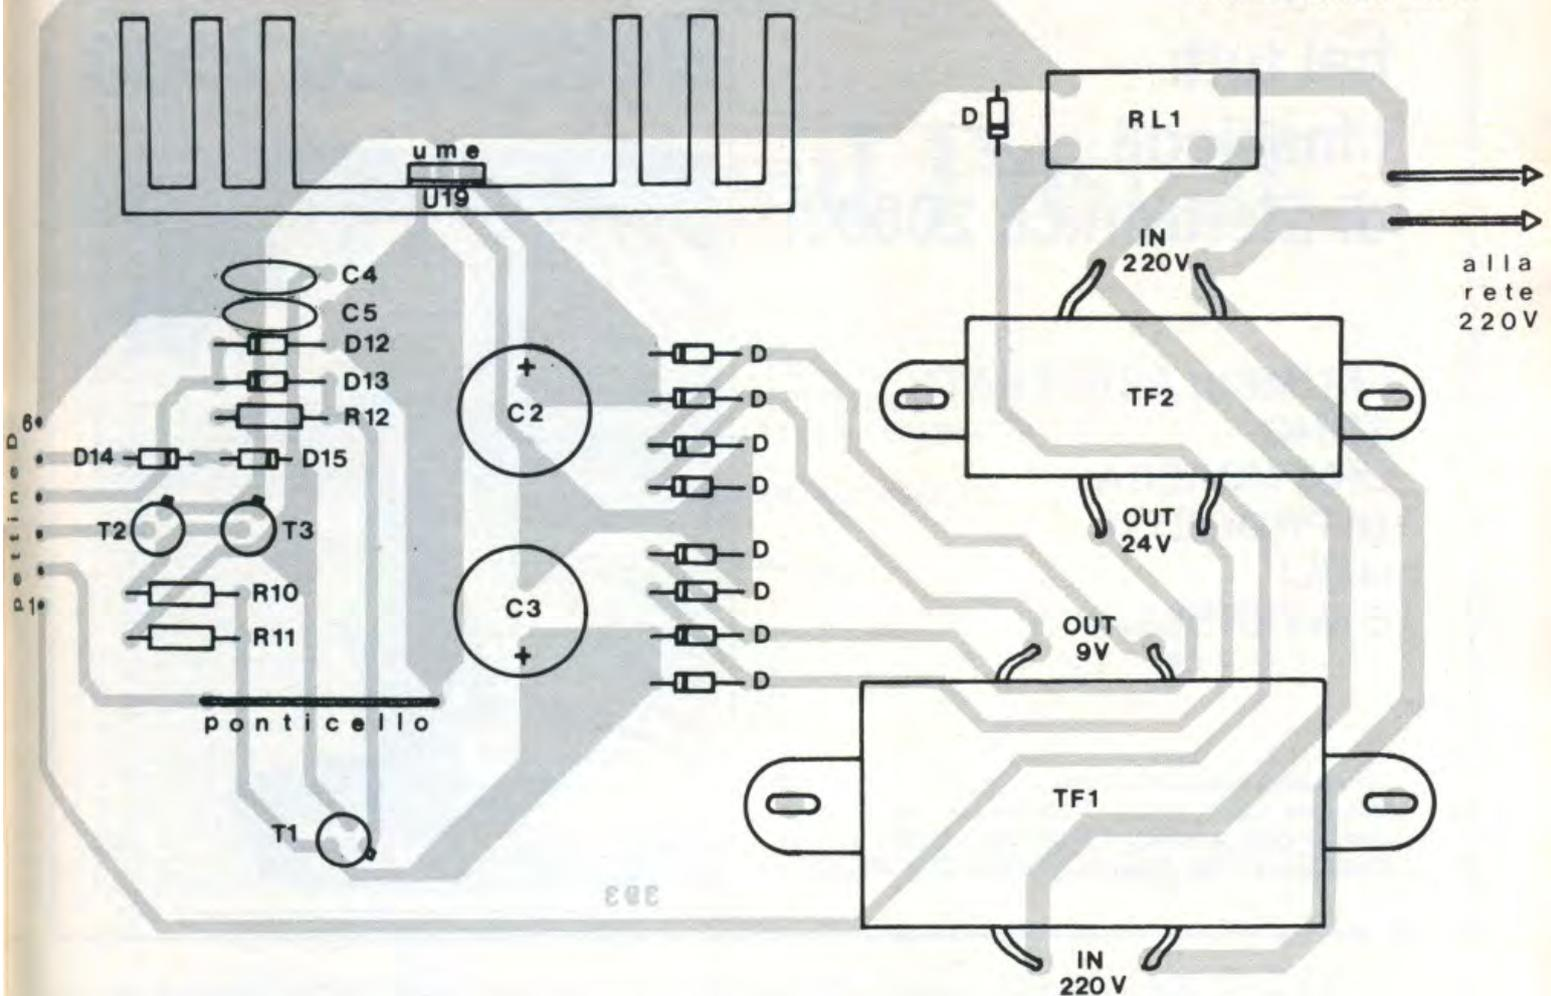 ume
U19
D
RL1
C4
C5
D12
D13
R12
D14
D15
T2
T3
R10
R11
ponticello
T1
6
pettine D
1
C2
C3
D
D
D
D
D
D
D
D
IN
220V
alla
rete
220V
TF2
OUT
24V
OUT
9V
TF1
IN
220V
393